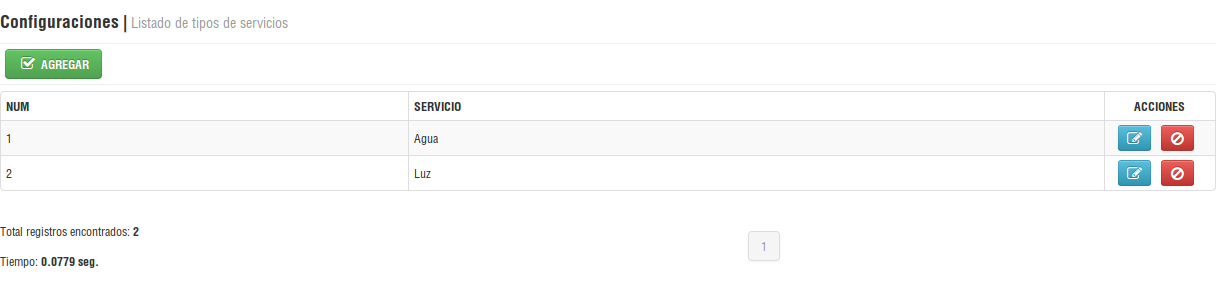 Configuraciones | Listado de tipos de servicios
AGREGAR
NUM SERVICIO ACCIONES
1 Agua
2 Luz
Total registros encontrados: 2
1
Tiempo: 0.0779 seg.